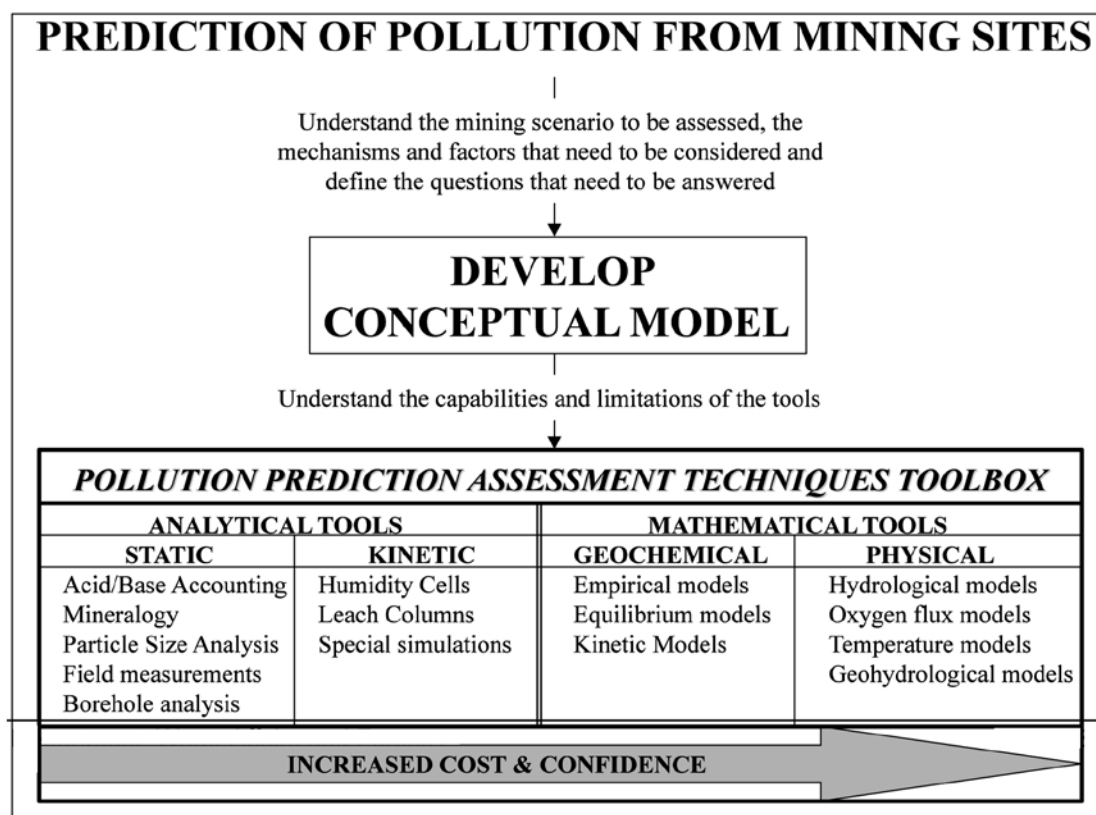 PREDICTION OF POLLUTION FROM MINING SITES
Understand the mining scenario to be assessed, the
mechanisms and factors that need to be considered and
define the questions that need to be answered
DEVELOP
CONCEPTUAL MODEL
Understand the capabilities and limitations of the tools
POLLUTION PREDICTION ASSESSMENT TECHNIQUES TOOLBOX
ANALYTICAL TOOLS
MATHEMATICAL TOOLS
STATIC
KINETIC
GEOCHEMICAL
PHYSICAL
Acid/Base Accounting
Mineralogy
Particle Size Analysis
Field measurements
Borehole analysis
Humidity Cells
Leach Columns
Special simulations
Empirical models
Equilibrium models
Kinetic Models
Hydrological models
Oxygen flux models
Temperature models
Geohydrological models
INCREASED COST & CONFIDENCE